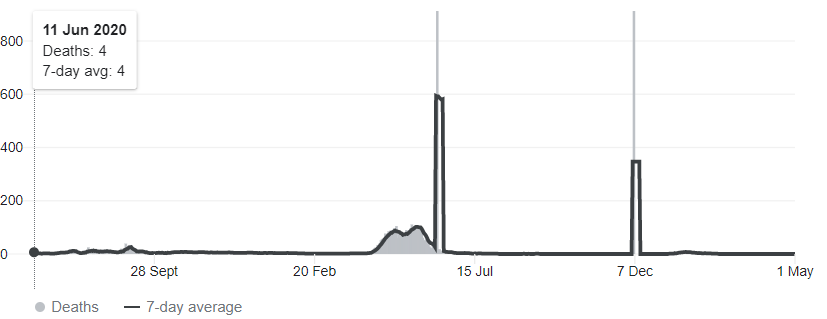 11 Jun 2020
Deaths: 4
7-day avg: 4
800
600
400
200
0
28 Sept 20 Feb 15 Jul 7 Dec 1 May
Deaths 7-day average